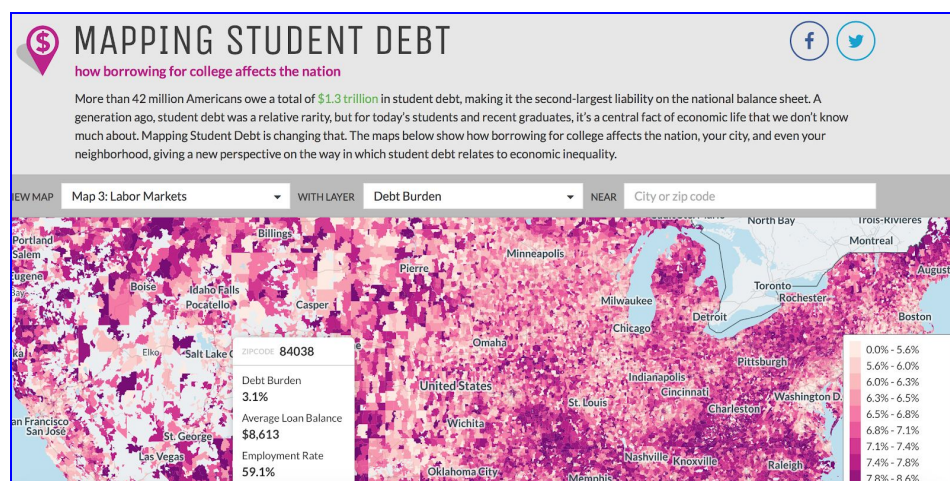 $
MAPPING STUDENT DEBT
how borrowing for college affects the nation
More than 42 million Americans owe a total of $1.3 trillion in student debt, making it the second-largest liability on the national balance sheet. A
generation ago, student debt was a relative rarity, but for today's students and recent graduates, it's a central fact of economic life that we don't know
much about. Mapping Student Debt is changing that. The maps below show how borrowing for college affects the nation, your city, and even your
neighborhood, giving a new perspective on the way in which student debt relates to economic inequality.
IEW MAP Map 3: Labor Markets WITH LAYER Debt Burden NEAR City or zip code
North Bay
Trois-Rivières
Portland
Billings
Montreal
Salem
Minneapolis
Pierre
August
Eugene
Boise
Idaho Falls
Toronto
Pocatello
Casper
Milwaukee
Rochester
Detroit
Boston
Chicago
Omaha
Elko
Salt Lake C
Pittsburgh
Indianapolis
United States
Cincinnati
Washington D.
St. Louis
Charleston
an Francisco
San José
Wichita
St. George
Las Vegas
Nashville
Knoxville
Raleigh
Oklahoma City
Memphis
ZIPCODE 84038
Debt Burden
3.1%
Average Loan Balance
$8,613
Employment Rate
59.1%
0.0% - 5.6%
5.6% - 6.0%
6.0% - 6.3%
6.3% - 6.5%
6.5% - 6.8%
6.8% - 7.1%
7.1% - 7.4%
7.4% - 7.8%
7.8% - 8.6%